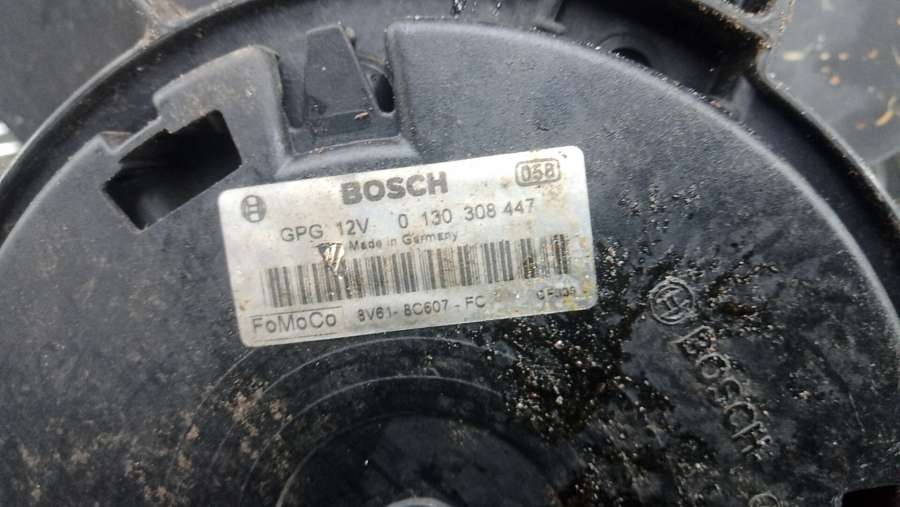 BOSCH 058
GPG 12V 0 130 308 447
Made in Germany
FoMoCo 8V61-8C607-FC
BOSCH